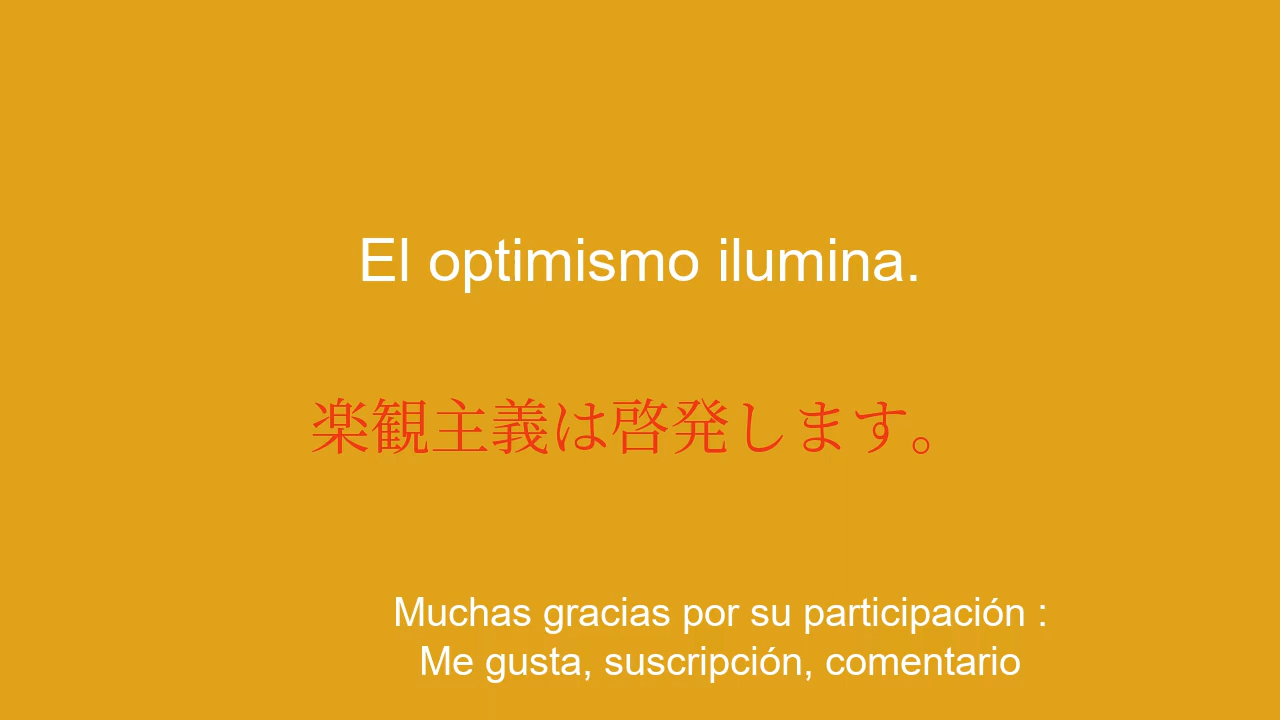 El optimismo ilumina.
楽観主義は啓発します。
Muchas gracias por su participación :
Me gusta, suscripción, comentario